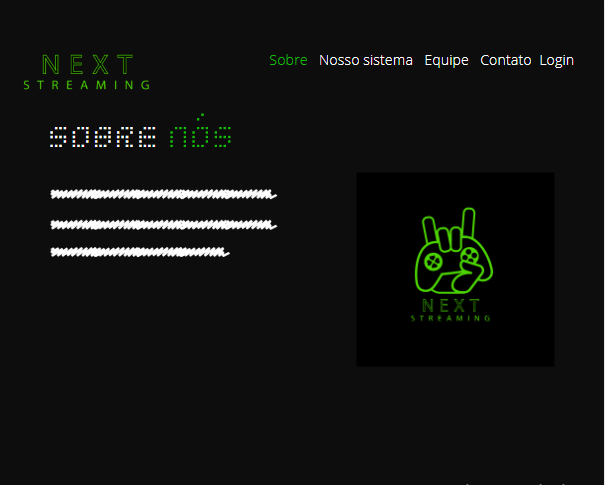 NEXT
STREAMING
Sobre Nosso sistema Equipe Contato Login
SOBRE NÓS
NEXT
STREAMING